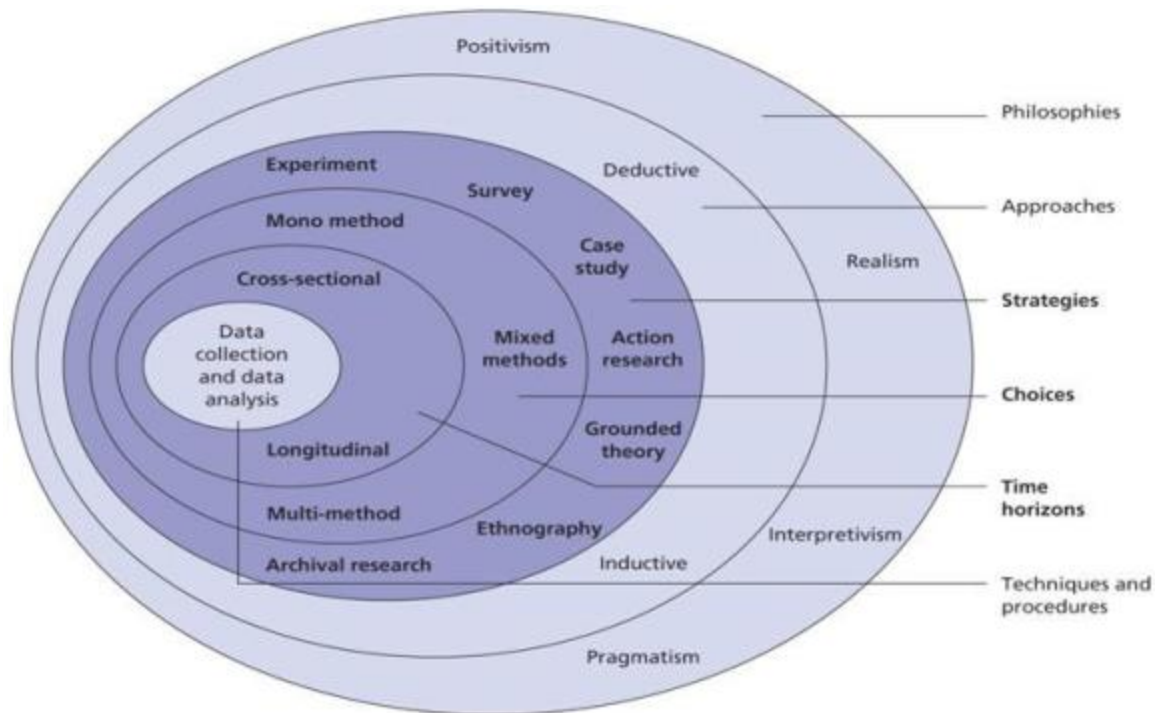 Positivism
Philosophies
Experiment
Survey
Deductive
Approaches
Mono method
Case
study
Realism
Cross-sectional
Strategies
Data
collection
and data
analysis
Mixed
methods
Action
research
Choices
Longitudinal
Grounded
theory
Time
horizons
Multi-method
Ethnography
Interpretivism
Archival research
Inductive
Techniques and
procedures
Pragmatism